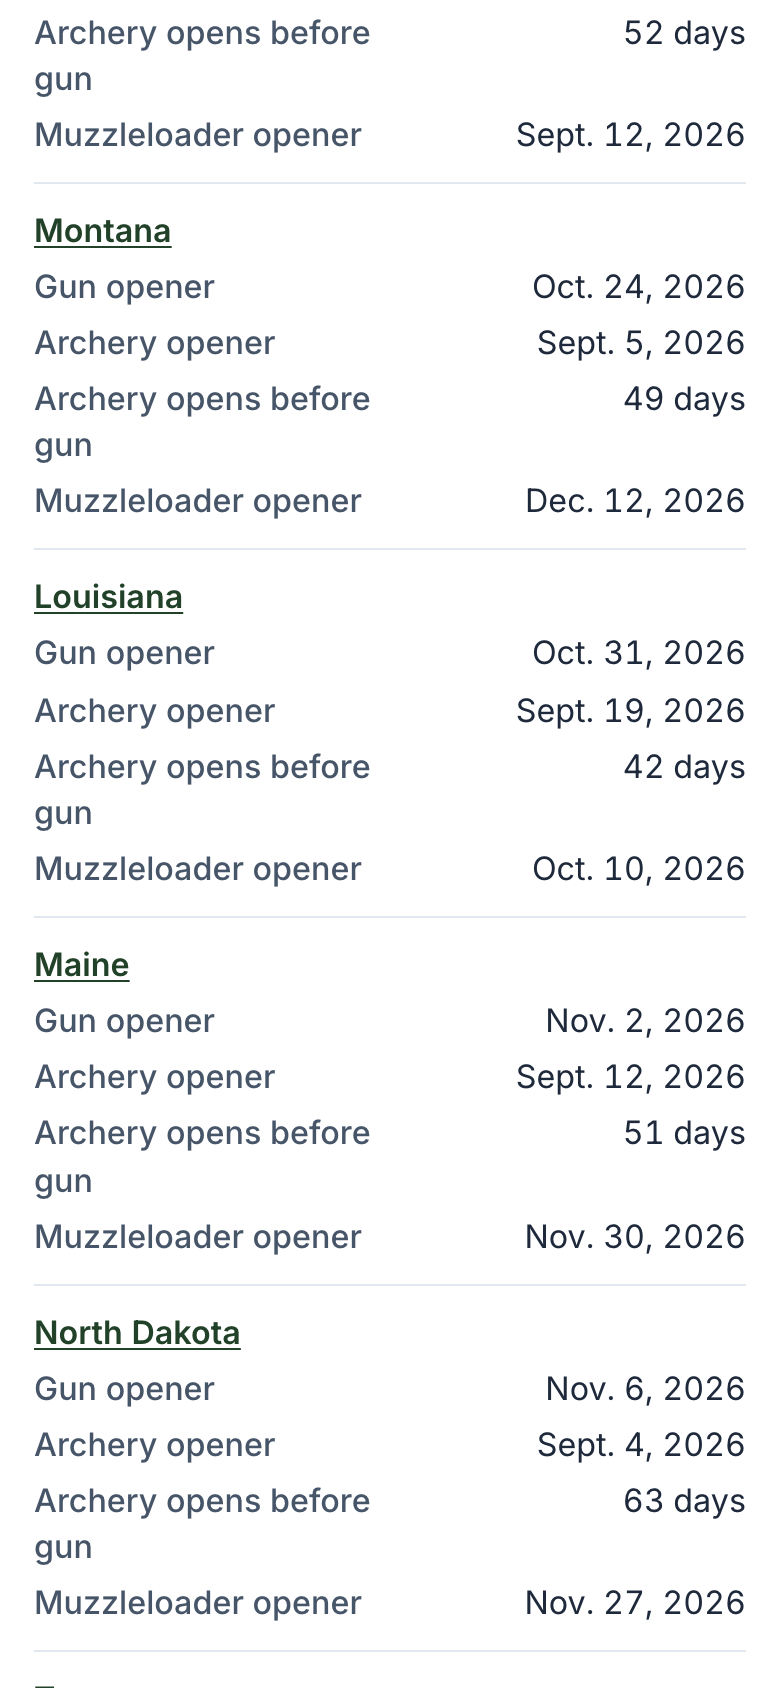 Archery opens before 52 days
gun
Muzzleloader opener Sept. 12, 2026
Montana
Gun opener Oct. 24, 2026
Archery opener Sept. 5, 2026
Archery opens before 49 days
gun
Muzzleloader opener Dec. 12, 2026
Louisiana
Gun opener Oct. 31, 2026
Archery opener Sept. 19, 2026
Archery opens before 42 days
gun
Muzzleloader opener Oct. 10, 2026
Maine
Gun opener Nov. 2, 2026
Archery opener Sept. 12, 2026
Archery opens before 51 days
gun
Muzzleloader opener Nov. 30, 2026
North Dakota
Gun opener Nov. 6, 2026
Archery opener Sept. 4, 2026
Archery opens before 63 days
gun
Muzzleloader opener Nov. 27, 2026